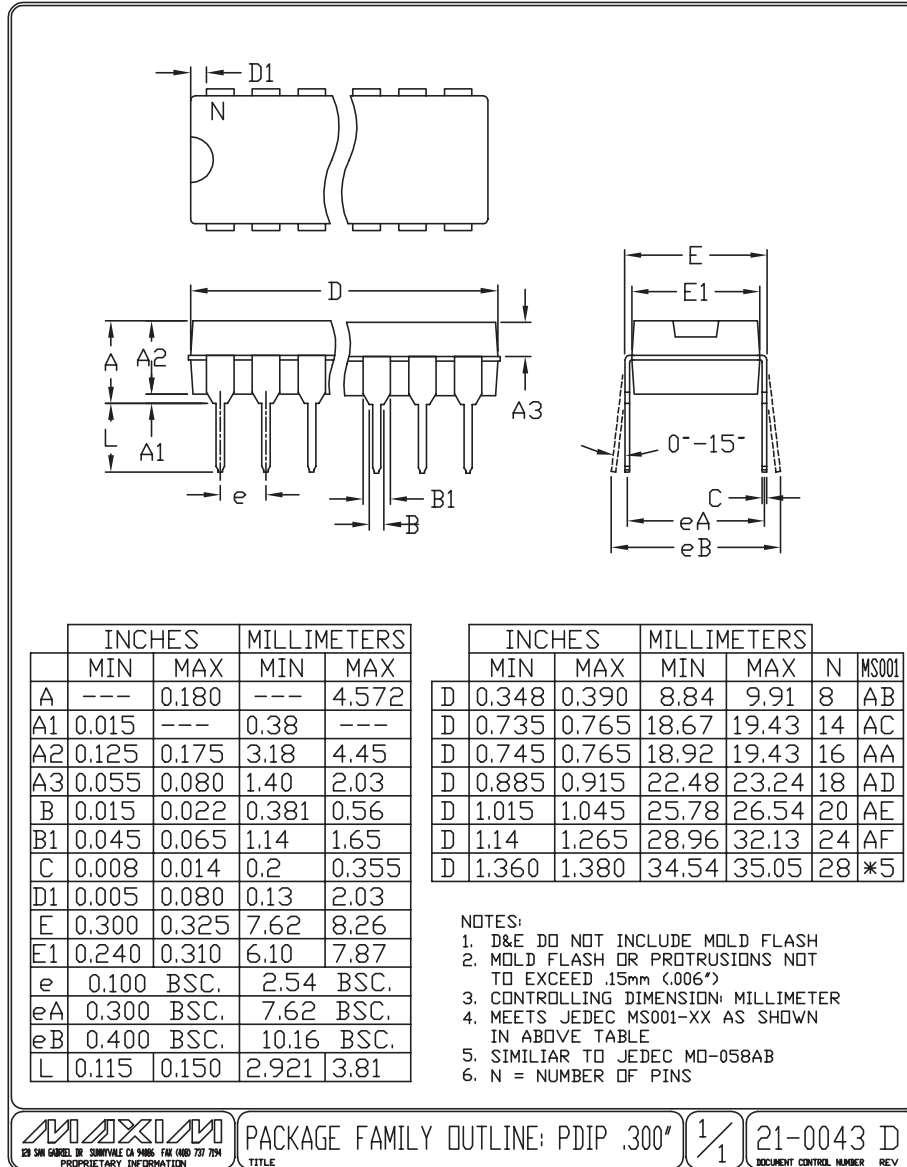 D1
N
E
E1
D
A
A2
A3
L
A1
0°-15°
e
B1
B
C
eA
eB
INCHES MILLIMETERS
MIN MAX MIN MAX
A --- 0.180 --- 4.572
A1 0.015 --- 0.38 ---
A2 0.125 0.175 3.18 4.45
A3 0.055 0.080 1.40 2.03
B 0.015 0.022 0.381 0.56
B1 0.045 0.065 1.14 1.65
C 0.008 0.014 0.2 0.355
D1 0.005 0.080 0.13 2.03
E 0.300 0.325 7.62 8.26
E1 0.240 0.310 6.10 7.87
e 0.100 BSC. 2.54 BSC.
eA 0.300 BSC. 7.62 BSC.
eB 0.400 BSC. 10.16 BSC.
L 0.115 0.150 2.921 3.81
INCHES MILLIMETERS
MIN MAX MIN MAX N MS001
D 0.348 0.390 8.84 9.91 8 AB
D 0.735 0.765 18.67 19.43 14 AC
D 0.745 0.765 18.92 19.43 16 AA
D 0.885 0.915 22.48 23.24 18 AD
D 1.015 1.045 25.78 26.54 20 AE
D 1.14 1.265 28.96 32.13 24 AF
D 1.360 1.380 34.54 35.05 28 *5
NOTES:
1. D&E DO NOT INCLUDE MOLD FLASH
2. MOLD FLASH OR PROTRUSIONS NOT
TO EXCEED .15mm (.006")
3. CONTROLLING DIMENSION: MILLIMETER
4. MEETS JEDEC MS001-XX AS SHOWN
IN ABOVE TABLE
5. SIMILIAR TO JEDEC MO-058AB
6. N = NUMBER OF PINS
MAXIM
120 SAN GABRIEL DR SUNNYVALE CA 94086 FAX (408) 737 7194
PROPRIETARY INFORMATION
PACKAGE FAMILY OUTLINE: PDIP .300"
TITLE
1/1
21-0043 D
DOCUMENT CONTROL NUMBER REV